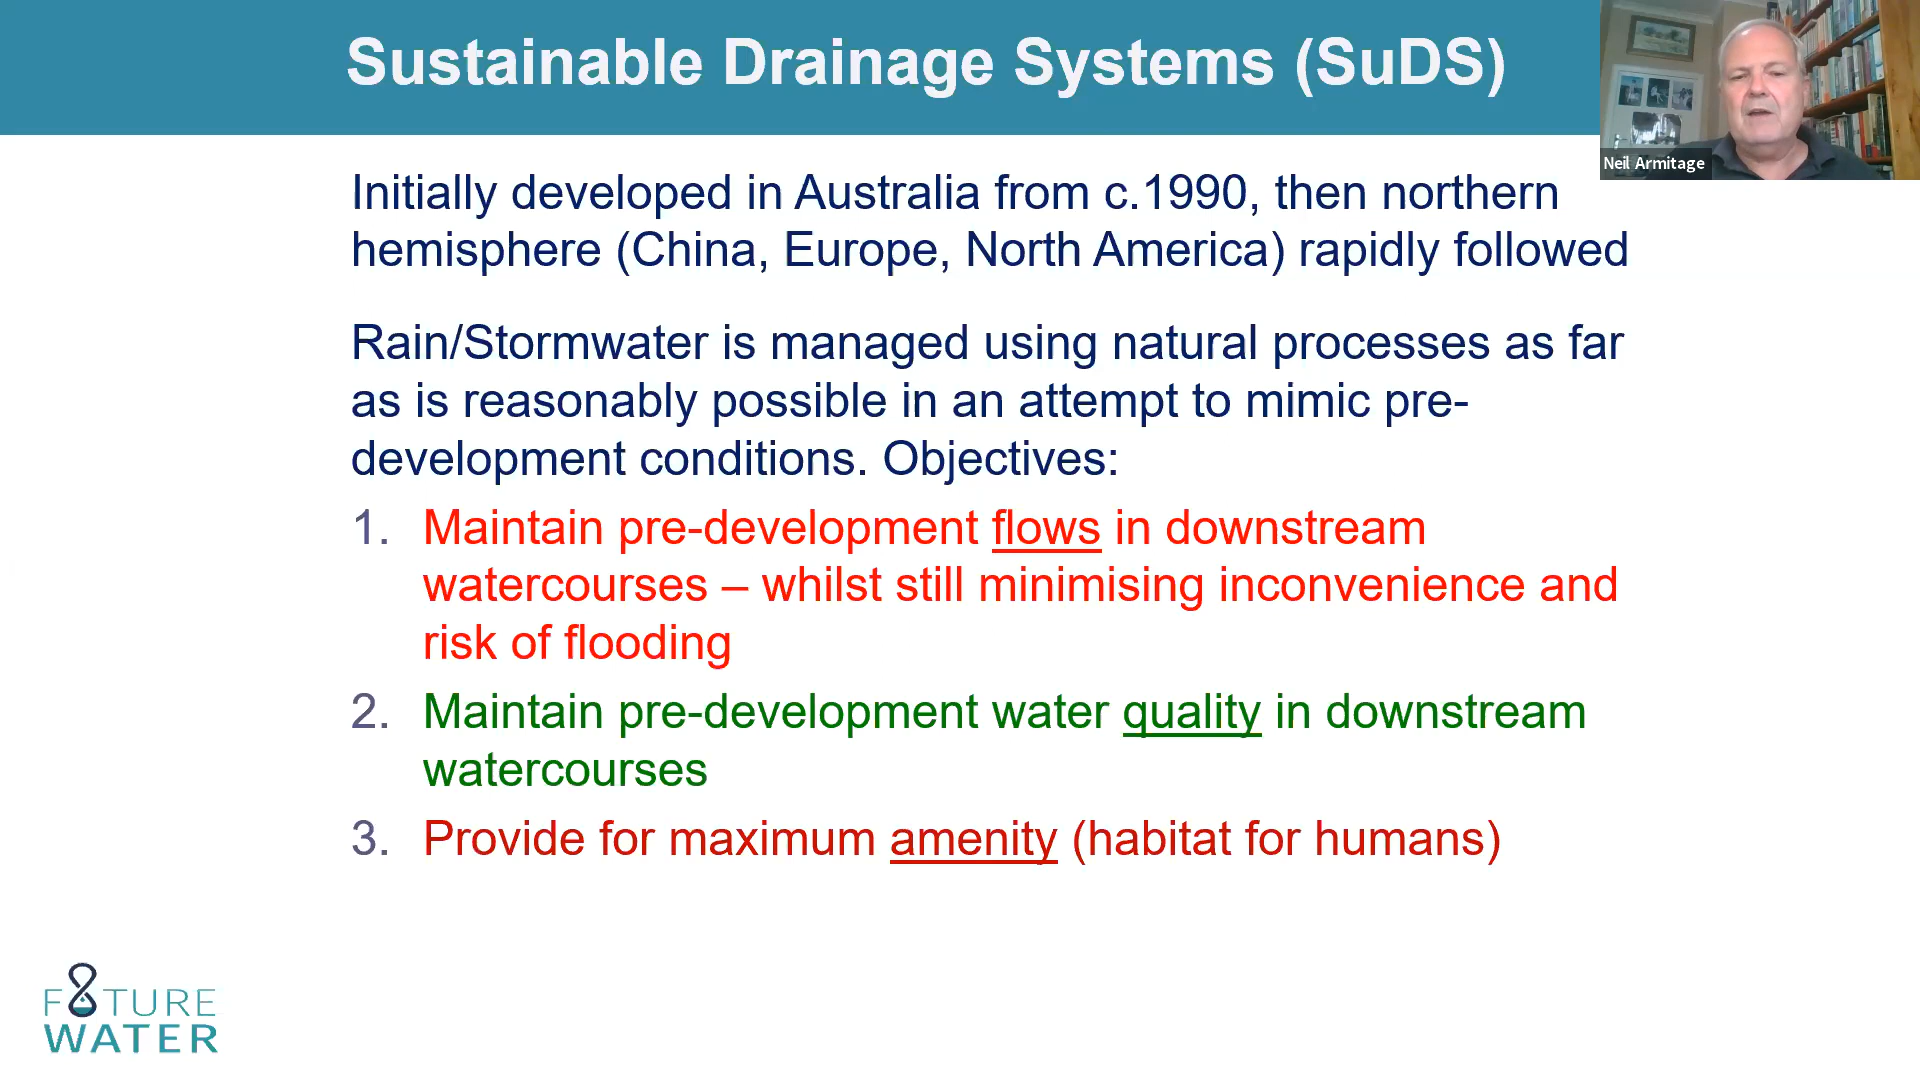 Sustainable Drainage Systems (SuDS)
Neil Armitage
Initially developed in Australia from c.1990, then northern
hemisphere (China, Europe, North America) rapidly followed
Rain/Stormwater is managed using natural processes as far
as is reasonably possible in an attempt to mimic pre-
development conditions. Objectives:
1. Maintain pre-development flows in downstream
watercourses – whilst still minimising inconvenience and
risk of flooding
2. Maintain pre-development water quality in downstream
watercourses
3. Provide for maximum amenity (habitat for humans)
FUTURE
WATER